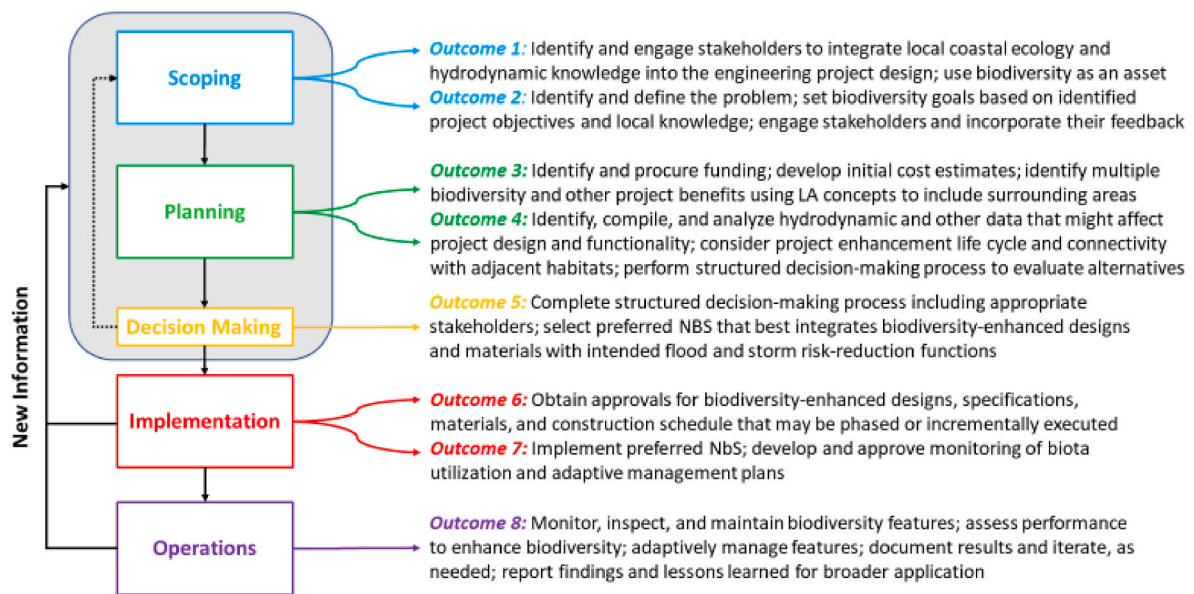 Scoping
Outcome 1: Identify and engage stakeholders to integrate local coastal ecology and
hydrodynamic knowledge into the engineering project design; use biodiversity as an asset
Outcome 2: Identify and define the problem; set biodiversity goals based on identified
project objectives and local knowledge; engage stakeholders and incorporate their feedback
Planning
Outcome 3: Identify and procure funding; develop initial cost estimates; identify multiple
biodiversity and other project benefits using LA concepts to include surrounding areas
Outcome 4: Identify, compile, and analyze hydrodynamic and other data that might affect
project design and functionality; consider project enhancement life cycle and connectivity
with adjacent habitats; perform structured decision-making process to evaluate alternatives
Decision Making
Outcome 5: Complete structured decision-making process including appropriate
stakeholders; select preferred NBS that best integrates biodiversity-enhanced designs
and materials with intended flood and storm risk-reduction functions
New Information
Implementation
Outcome 6: Obtain approvals for biodiversity-enhanced designs, specifications,
materials, and construction schedule that may be phased or incrementally executed
Outcome 7: Implement preferred NbS; develop and approve monitoring of biota
utilization and adaptive management plans
Operations
Outcome 8: Monitor, inspect, and maintain biodiversity features; assess performance
to enhance biodiversity; adaptively manage features; document results and iterate, as
needed; report findings and lessons learned for broader application